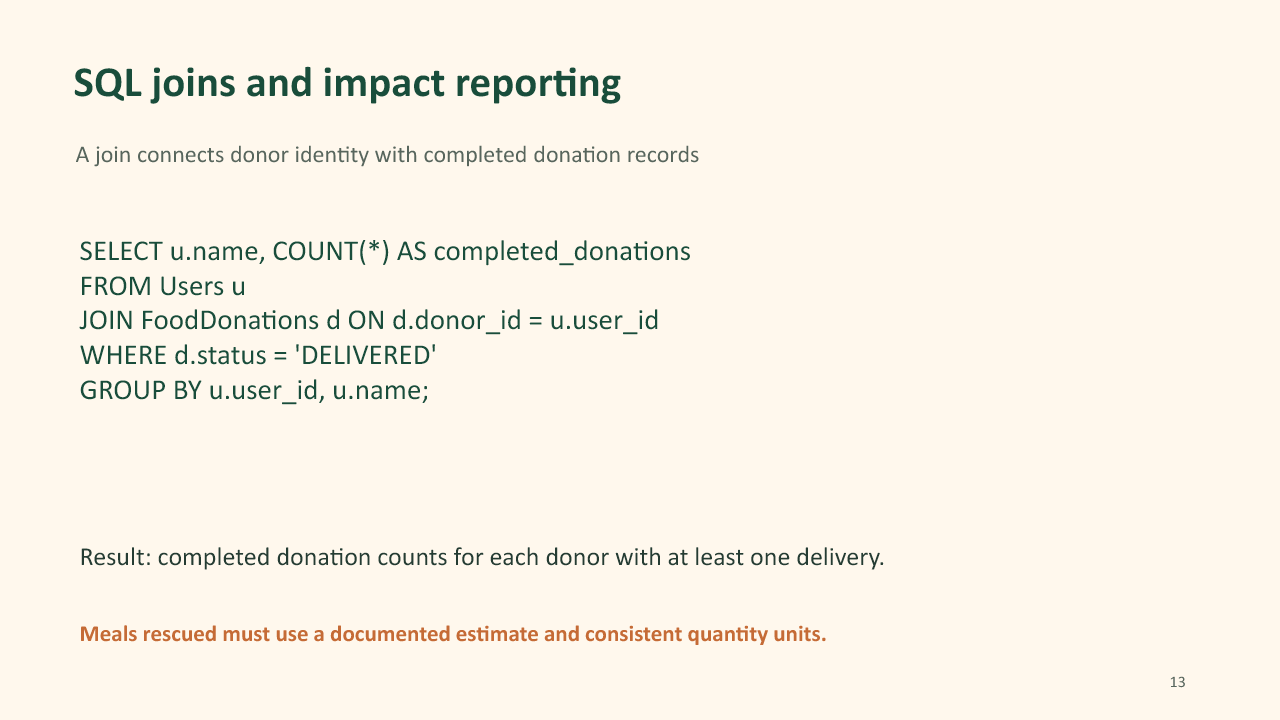 SQL joins and impact reporting
A join connects donor identity with completed donation records
SELECT u.name, COUNT(*) AS completed_donations
FROM Users u
JOIN FoodDonations d ON d.donor_id = u.user_id
WHERE d.status = 'DELIVERED'
GROUP BY u.user_id, u.name;
Result: completed donation counts for each donor with at least one delivery.
Meals rescued must use a documented estimate and consistent quantity units.
13